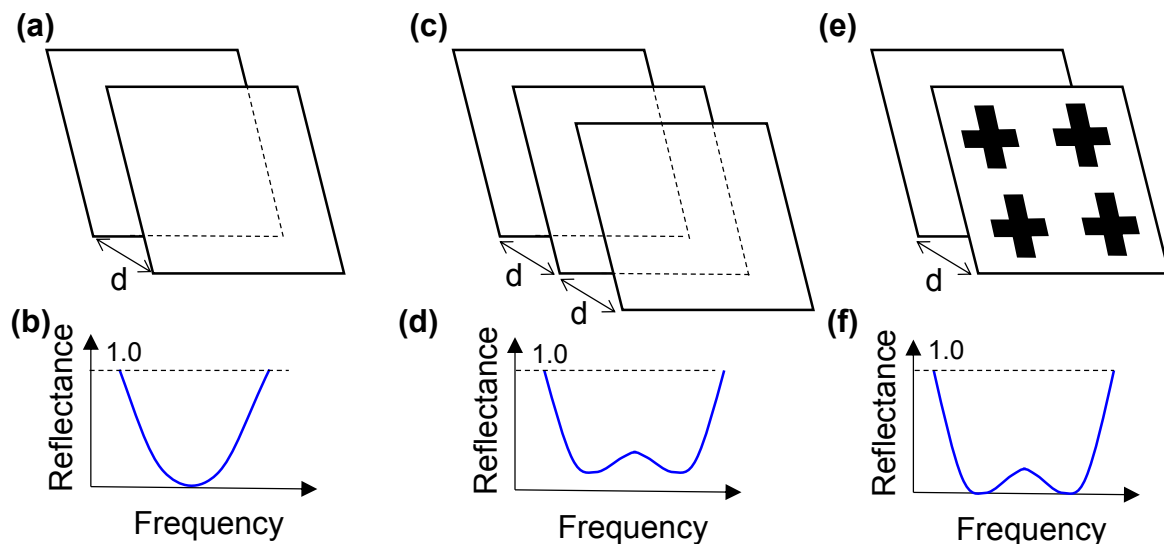 (a)
d
(b)
1.0
Reflectance
Frequency
(c)
d
d
(d)
1.0
Reflectance
Frequency
(e)
d
(f)
1.0
Reflectance
Frequency